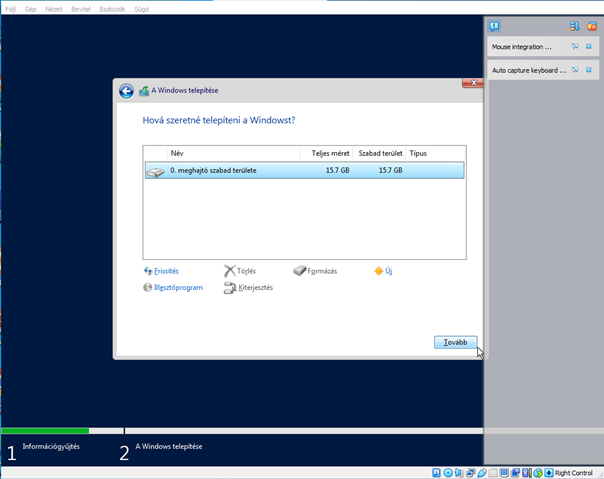 Fájl Gép Nézet Bevitel Eszközök Súgó
Mouse integration ...
Auto capture keyboard ...
A Windows telepítése
Hová szeretné telepíteni a Windowst?
Név Teljes méret Szabad terület Típus
0. meghajtó szabad területe 15.7 GB 15.7 GB
Frissítés Törlés Formázás Új
Illesztőprogram Kiterjesztés
Tovább
1 Információgyűjtés 2 A Windows telepítése
Right Control